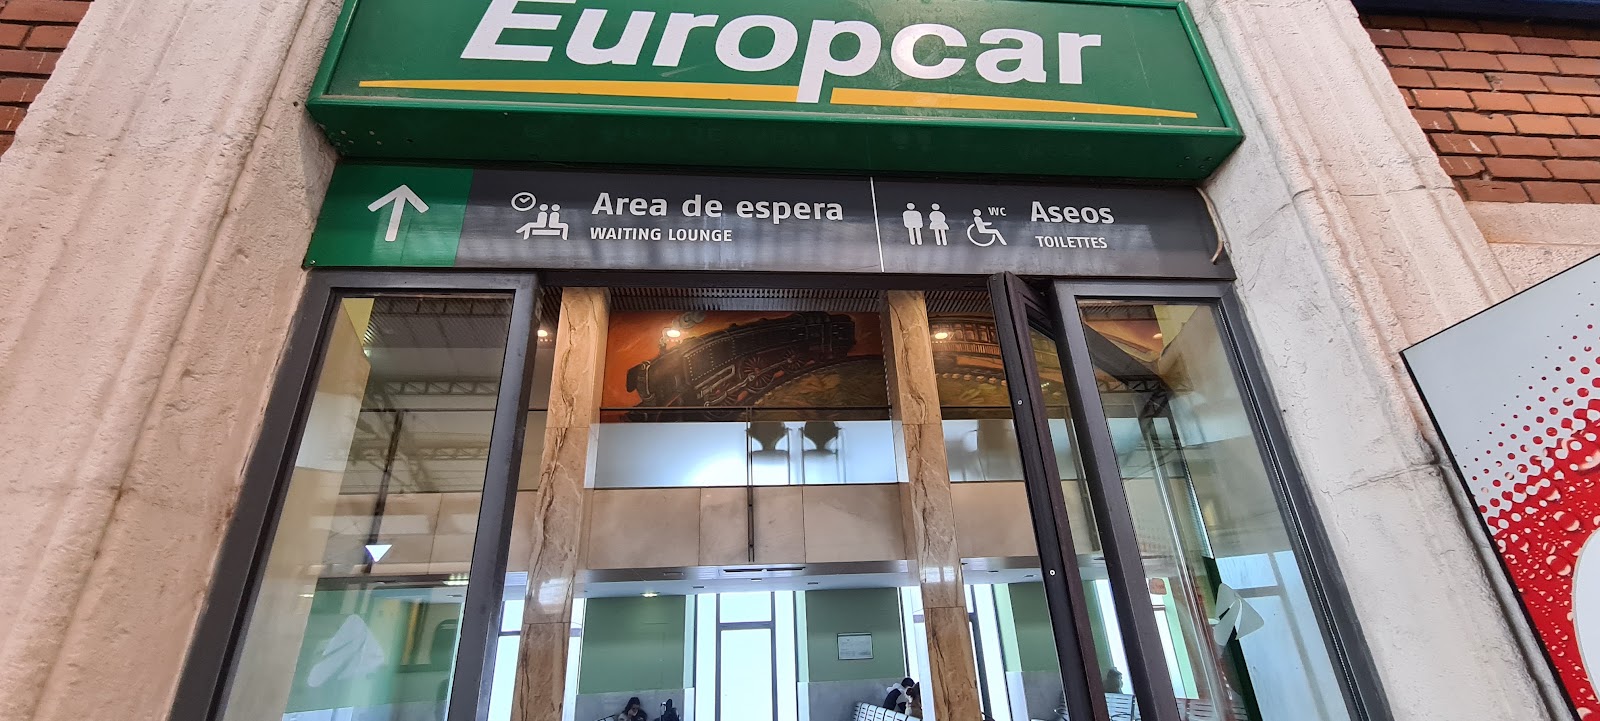 Europcar
Area de espera
WAITING LOUNGE
WC
Aseos
TOILETTES